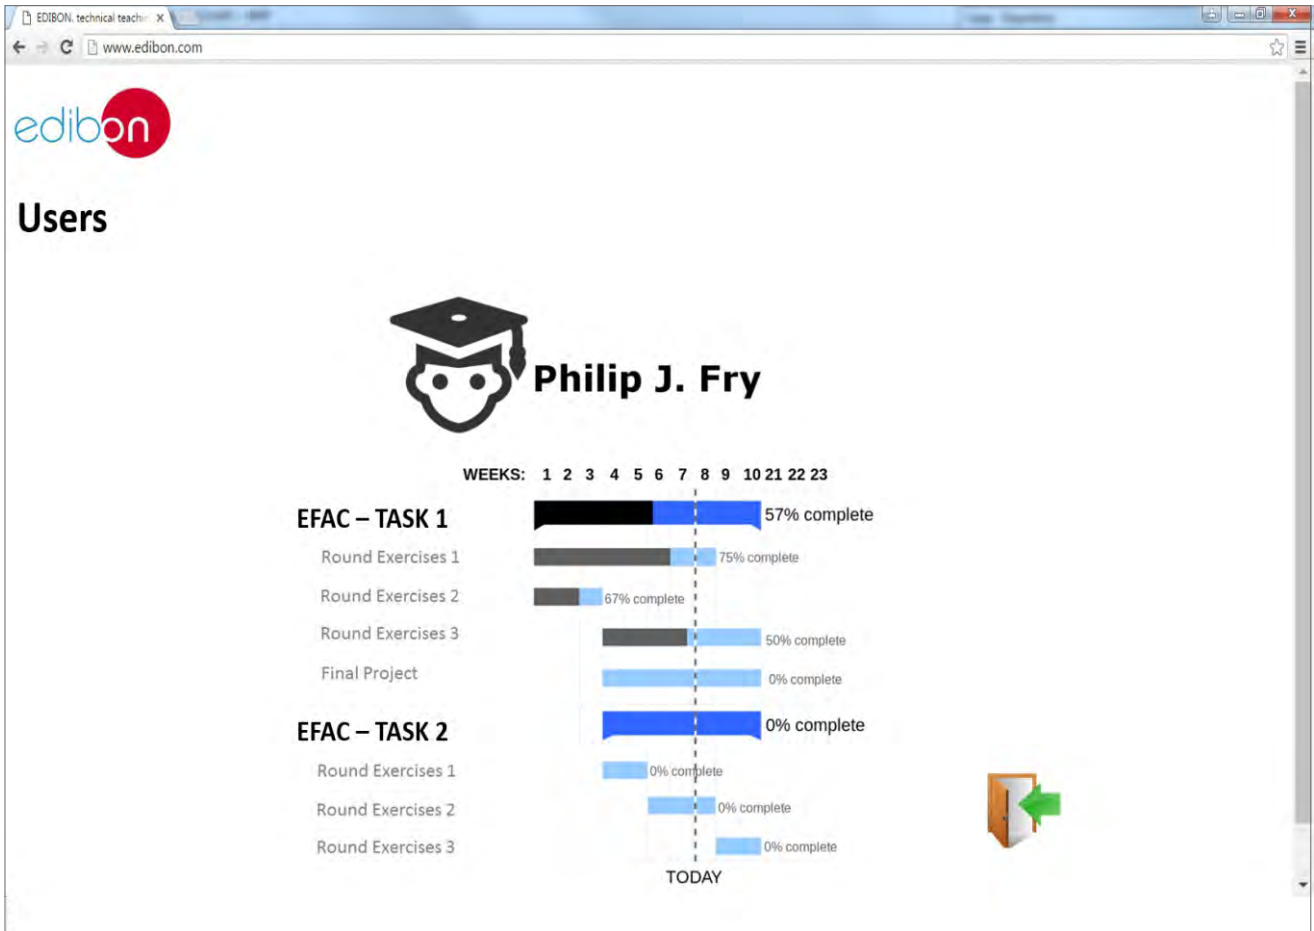 EDIBON. technical teachi
www.edibon.com
edibon
Users
Philip J. Fry
WEEKS: 1 2 3 4 5 6 7 8 9 10 21 22 23
EFAC – TASK 1 57% complete
Round Exercises 1 75% complete
Round Exercises 2 67% complete
Round Exercises 3 50% complete
Final Project 0% complete
EFAC – TASK 2 0% complete
Round Exercises 1 0% complete
Round Exercises 2 0% complete
Round Exercises 3 0% complete
TODAY